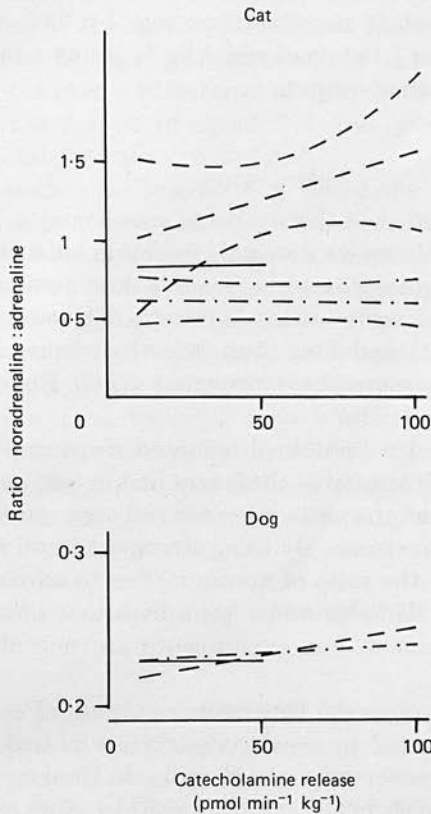 Cat
1·5
1
0·5
0
50
100
Ratio noradrenaline : adrenaline
Dog
0·3
0·2
0
50
100
Catecholamine release
(pmol min⁻¹ kg⁻¹)